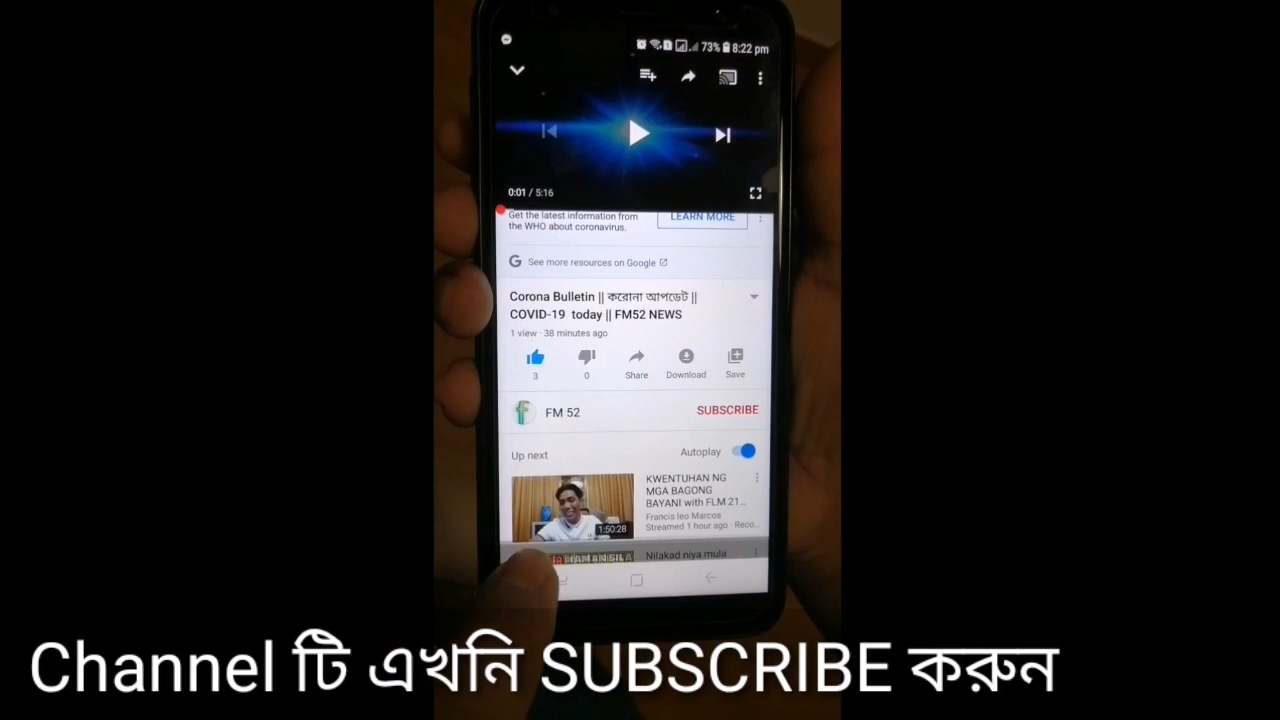 73% 8:22 pm
0:01 / 5:16
Get the latest information from
the WHO about coronavirus.
LEARN MORE
See more resources on Google
Corona Bulletin || করোনা আপডেট ||
COVID-19 today || FM52 NEWS
1 view · 38 minutes ago
3
0
Share
Download
Save
FM 52
SUBSCRIBE
Up next
Autoplay
KWENTUHAN NG
MGA BAGONG
BAYANI with FLM 21...
Francis leo Marcos
Streamed 1 hour ago · Reco...
1:50:28
Nilakad niya mula
Channel টি এখনি SUBSCRIBE করুন